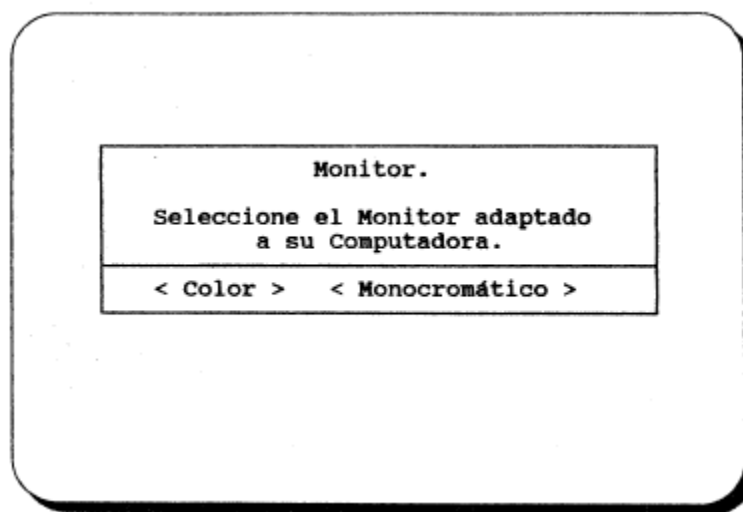 Monitor.
Seleccione el Monitor adaptado
a su Computadora.
< Color > < Monocromático >